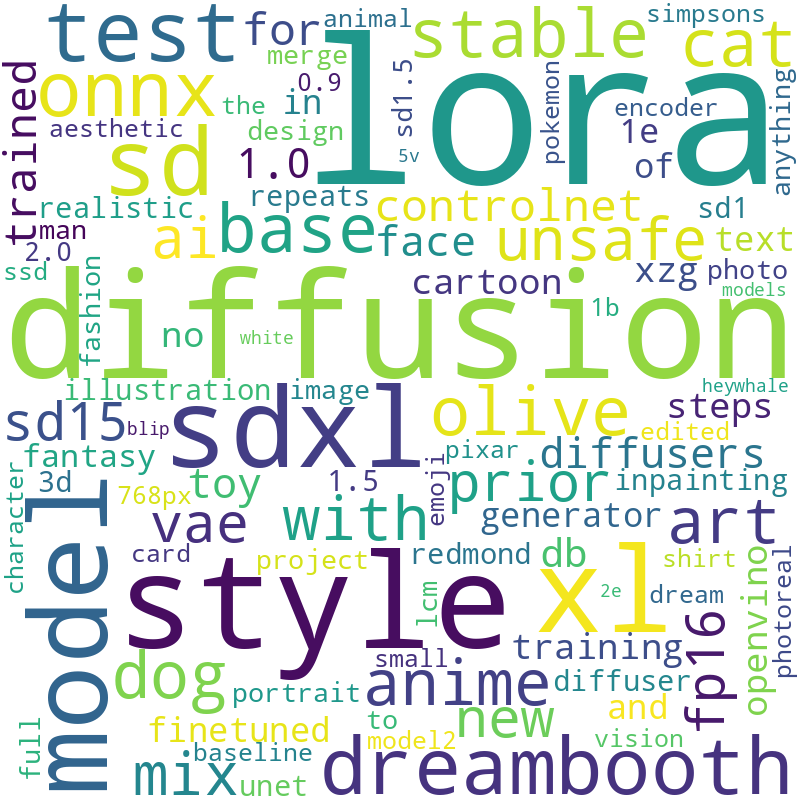 test
for
animal
stable
simpsons
cat
merge
lora
onnx
0.9
the
in
sd1.5
pokemon
encoder
anything
aesthetic
design
1e
trained
sd
1.0
5v
of
repeats
realistic
controlnet
sd1
man
ai
base
face
unsafe
text
2.0
ssd
fashion
cartoon
xzg
photo
models
diffusion
1b
no
white
illustration
image
heywhale
sd15
blip
sdxl
olive
steps
edited
fantasy
pixar
diffusers
character
3d
768px
toy
1.5
emoji
prior
inpainting
model
vae
with
generator
art
card
project
redmond
db
shirt
openvino
photoreal
style
lcm
xl
2e
dream
dog
small
training
fp16
portrait
anime
diffuser
full
finetuned
to
new
and
model2
vision
baseline
mix
unet
dreambooth